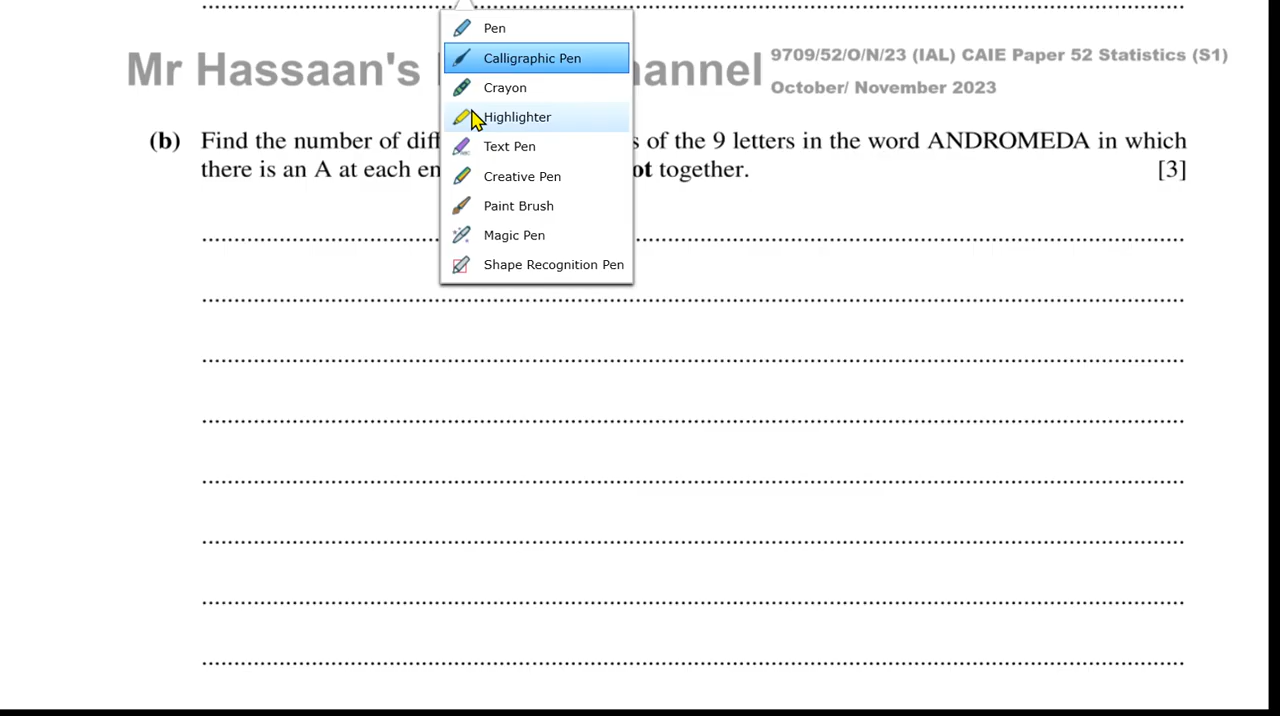 Pen
Mr Hassaan's hannel 9709/52/O/N/23 (IAL) CAIE Paper 52 Statistics (S1)
Calligraphic Pen
October/ November 2023
Crayon
Highlighter
(b) Find the number of diff s of the 9 letters in the word ANDROMEDA in which
Text Pen
there is an A at each en ot together. [3]
Creative Pen
Paint Brush
Magic Pen
Shape Recognition Pen